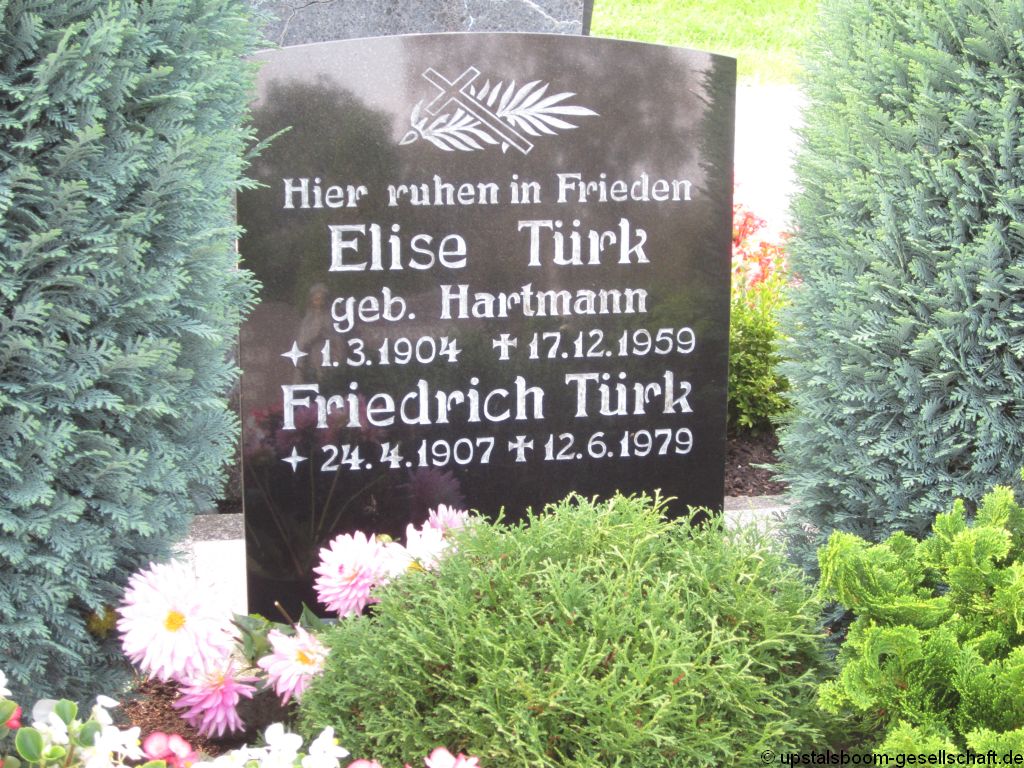 Hier ruhen in Frieden
Elise Türk
geb. Hartmann
1.3.1904 17.12.1959
Friedrich Türk
24.4.1907 12.6.1979
© upstalsboom-gesellschaft.de